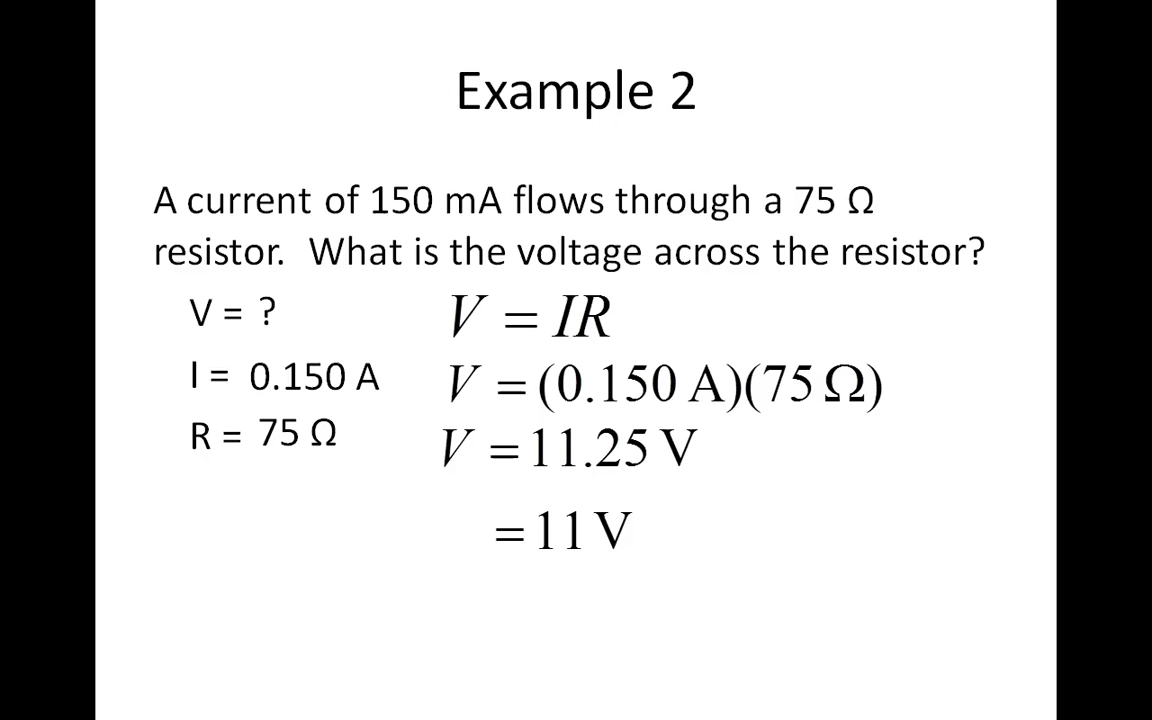 Example 2
A current of 150 mA flows through a 75 Ω
resistor.  What is the voltage across the resistor?
V = ?
V = IR
I = 0.150 A
V = (0.150 A)(75 Ω)
R = 75 Ω
V = 11.25 V
= 11 V